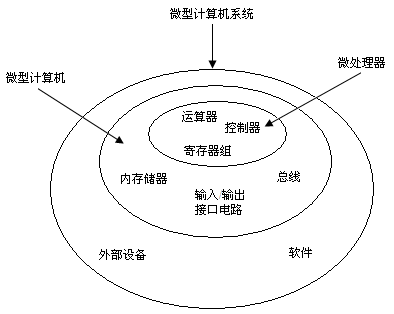 微型计算机系统
微处理器
微型计算机
运算器
控制器
寄存器组
内存储器
总线
输入/输出
接口电路
外部设备
软件